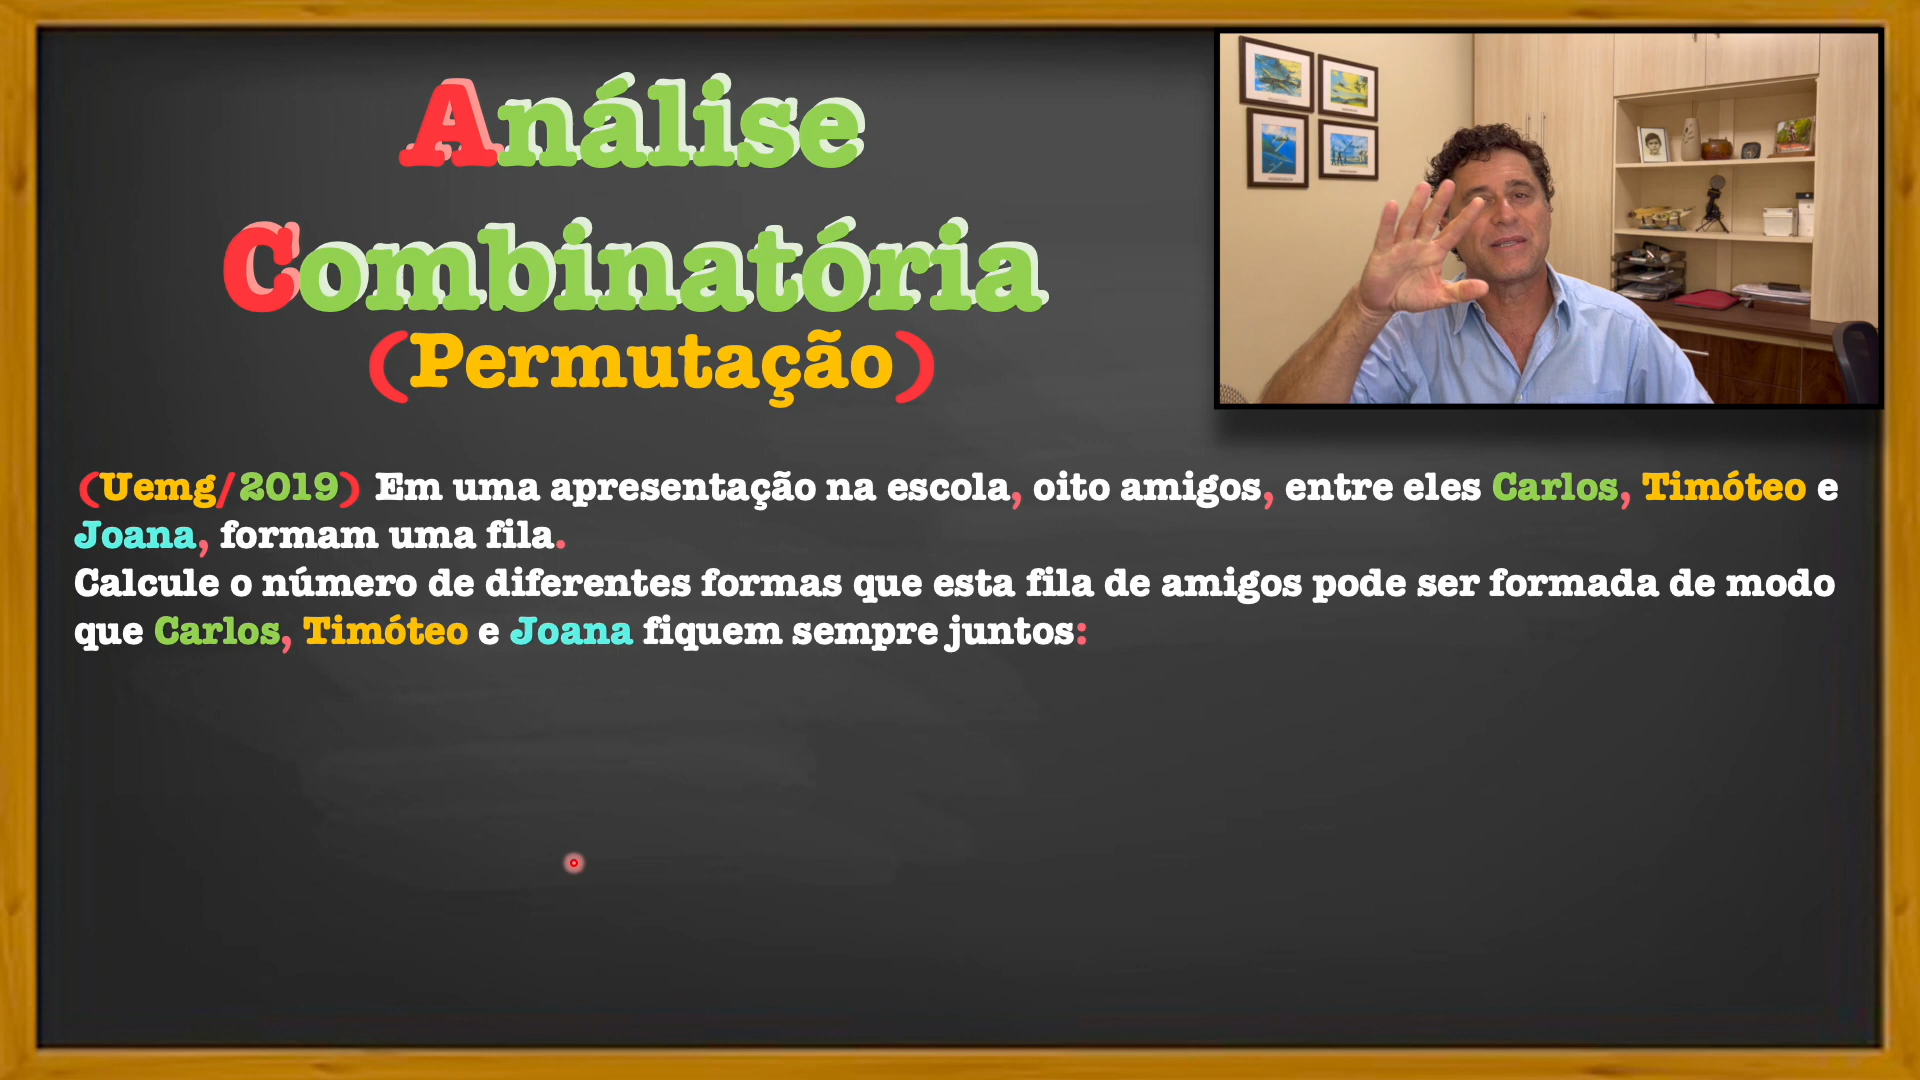 Análise
Combinatória
(Permutação)
(Uemg/2019) Em uma apresentação na escola, oito amigos, entre eles Carlos, Timóteo e
Joana, formam uma fila.
Calcule o número de diferentes formas que esta fila de amigos pode ser formada de modo
que Carlos, Timóteo e Joana fiquem sempre juntos: